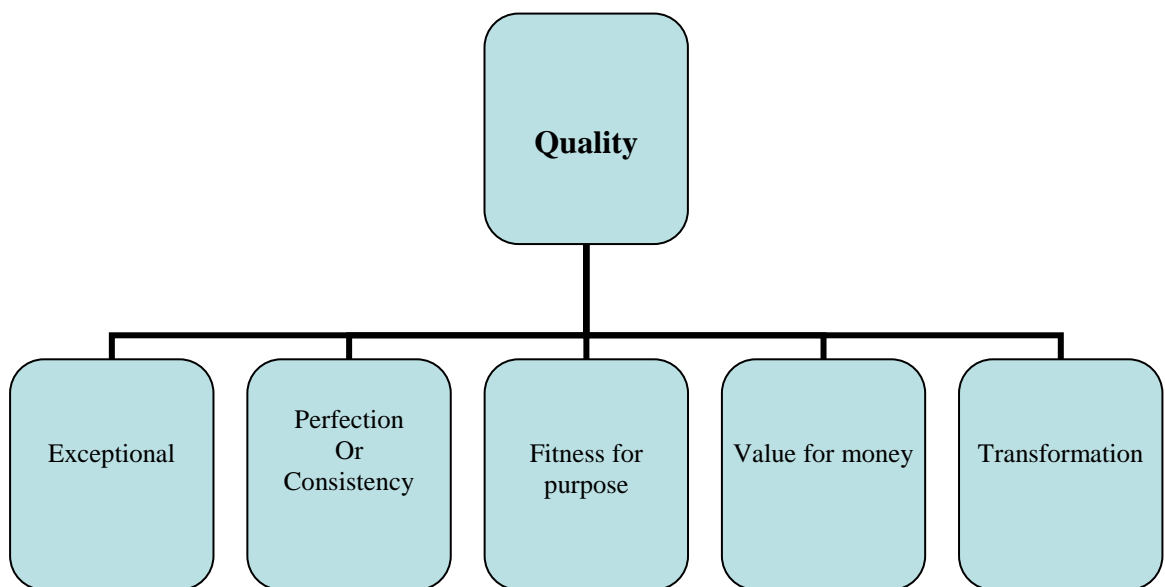 Quality
Exceptional
Perfection
Or
Consistency
Fitness for
purpose
Value for money
Transformation